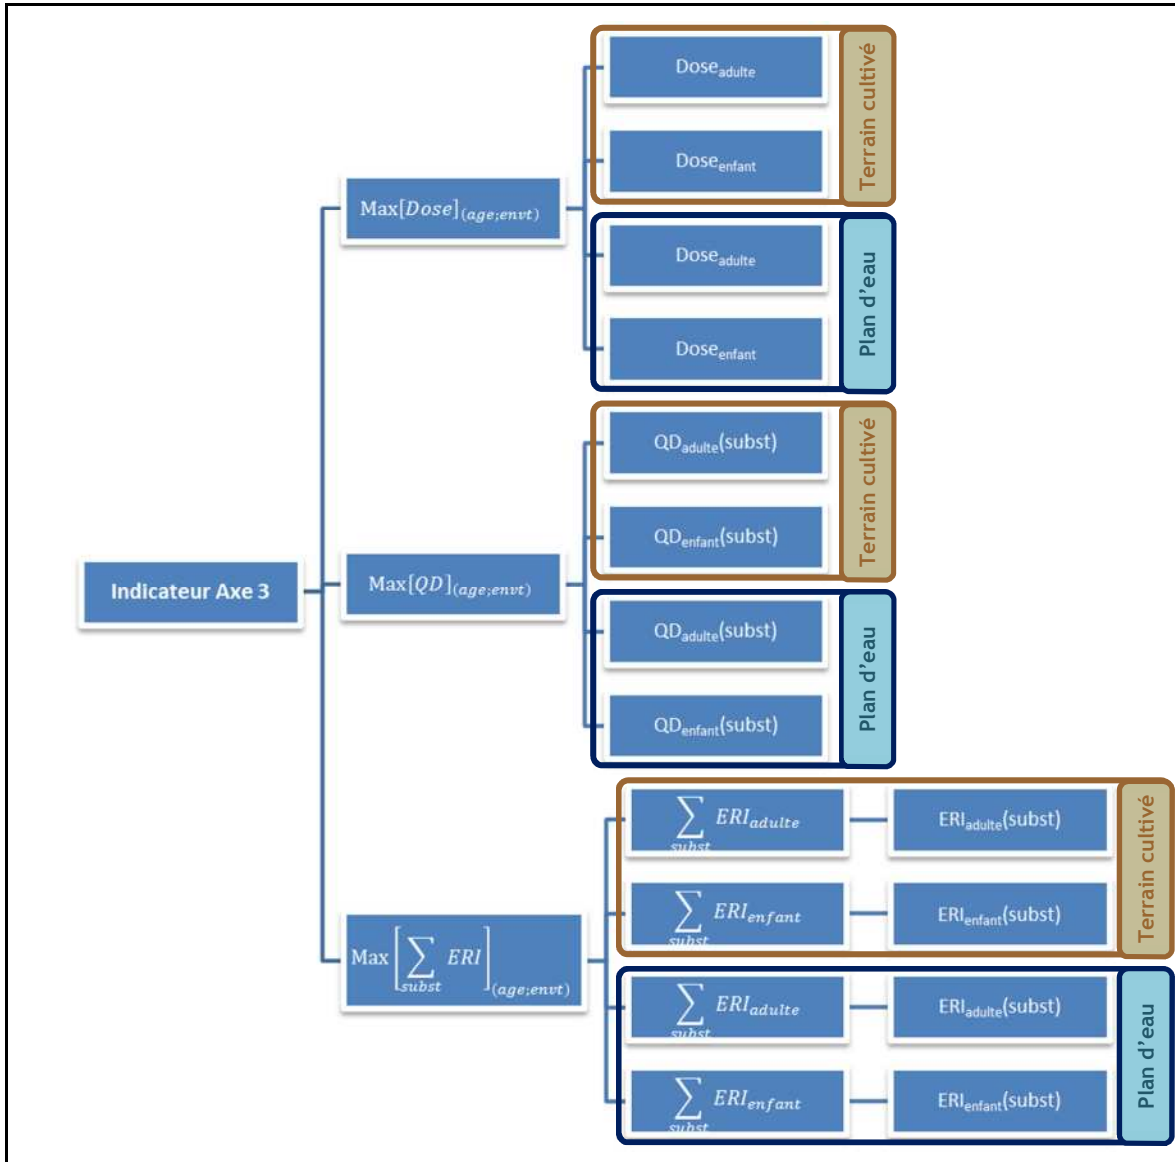 Indicateur Axe 3
Max[Dose](age;envt)
Dose adulte
Dose enfant
Terrain cultivé
Dose adulte
Dose enfant
Plan d'eau
Max[QD](age;envt)
QD adulte(subst)
QD enfant(subst)
Terrain cultivé
QD adulte(subst)
QD enfant(subst)
Plan d'eau
Max[∑subst ERI](age;envt)
∑subst ERI adulte
ERI adulte(subst)
∑subst ERI enfant
ERI enfant(subst)
Terrain cultivé
∑subst ERI adulte
ERI adulte(subst)
∑subst ERI enfant
ERI enfant(subst)
Plan d'eau